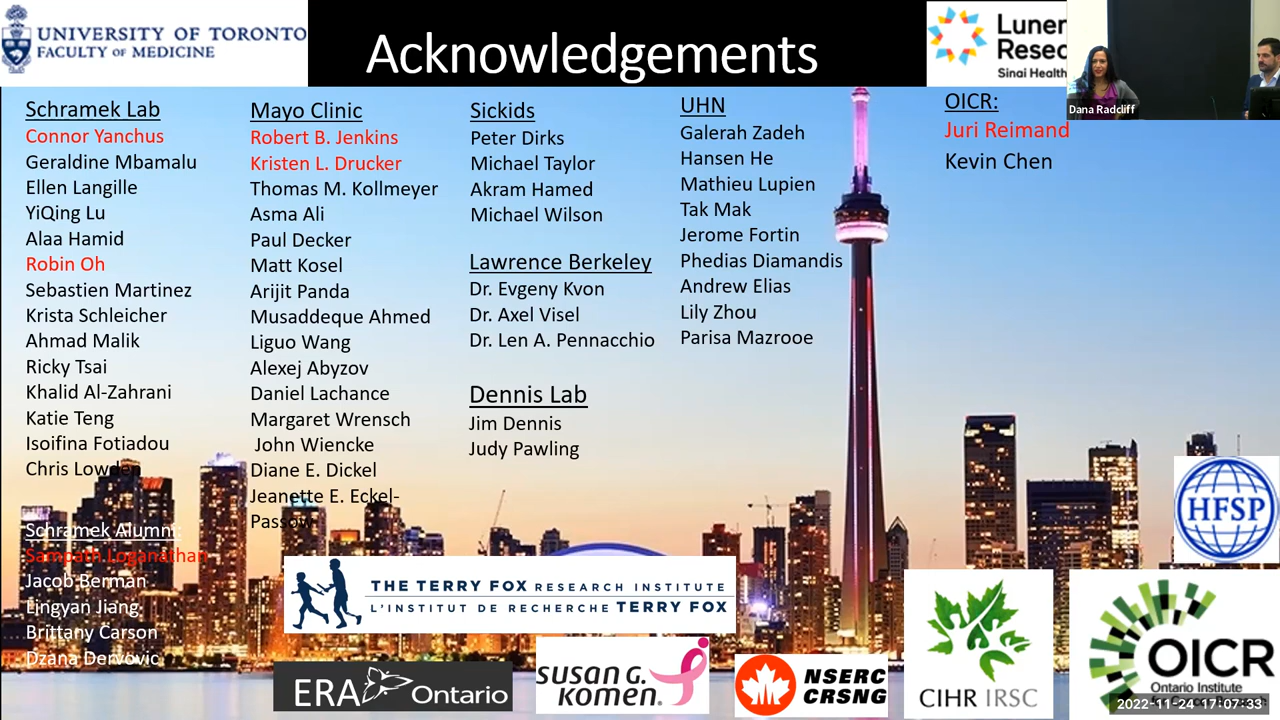 UNIVERSITY OF TORONTO
FACULTY OF MEDICINE
Acknowledgements
Lunen
Resea
Sinai Health
Dana Radcliff
Schramek Lab
Connor Yanchus
Geraldine Mbamalu
Ellen Langille
YiQing Lu
Alaa Hamid
Robin Oh
Sebastien Martinez
Krista Schleicher
Ahmad Malik
Ricky Tsai
Khalid Al-Zahrani
Katie Teng
Isoifina Fotiadou
Chris Lowden
Schramek Alumni:
Sampath Loganathan
Jacob Berman
Lingyan Jiang
Brittany Carson
Dzana Dervovic
Mayo Clinic
Robert B. Jenkins
Kristen L. Drucker
Thomas M. Kollmeyer
Asma Ali
Paul Decker
Matt Kosel
Arijit Panda
Musaddeque Ahmed
Liguo Wang
Alexej Abyzov
Daniel Lachance
Margaret Wrensch
John Wiencke
Diane E. Dickel
Jeanette E. Eckel-
Passow
Sickids
Peter Dirks
Michael Taylor
Akram Hamed
Michael Wilson
Lawrence Berkeley
Dr. Evgeny Kvon
Dr. Axel Visel
Dr. Len A. Pennacchio
Dennis Lab
Jim Dennis
Judy Pawling
UHN
Galerah Zadeh
Hansen He
Mathieu Lupien
Tak Mak
Jerome Fortin
Phedias Diamandis
Andrew Elias
Lily Zhou
Parisa Mazrooe
OICR:
Juri Reimand
Kevin Chen
HFSP
THE TERRY FOX RESEARCH INSTITUTE
L'INSTITUT DE RECHERCHE TERRY FOX
ERA Ontario
SUSAN G.
KOMEN.
NSERC
CRSNG
CIHR IRSC
OICR
Ontario Institute
2022-11-24 17:07:33